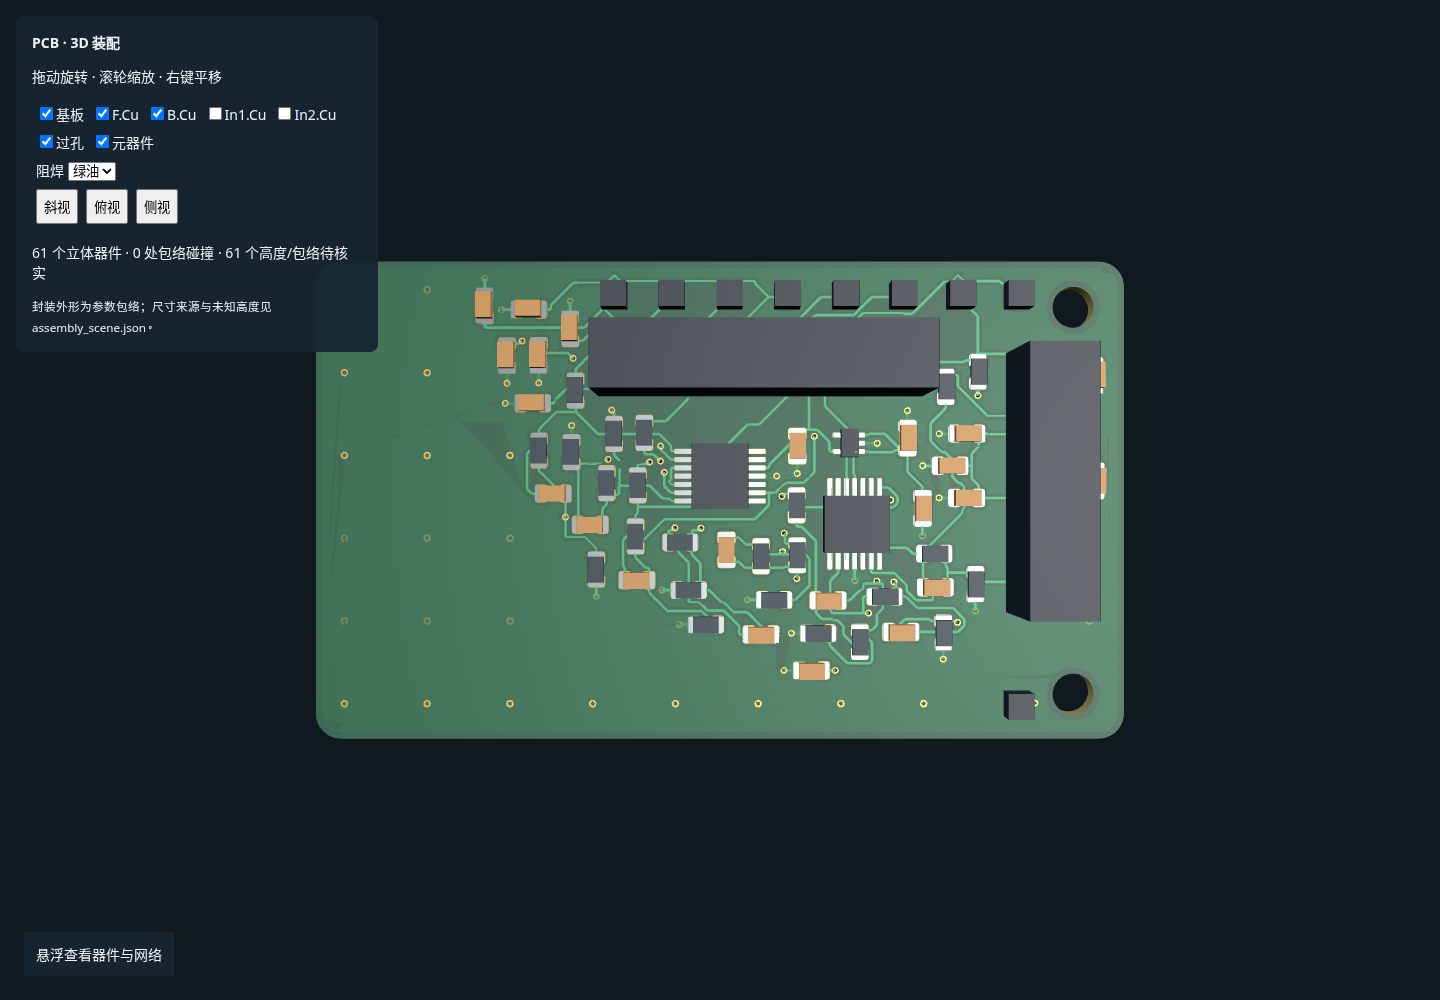 PCB · 3D 装配
拖动旋转 · 滚轮缩放 · 右键平移
基板 F.Cu B.Cu In1.Cu In2.Cu
过孔 元器件
阻焊 绿油
斜视 俯视 侧视
61 个立体器件 · 0 处包络碰撞 · 61 个高度/包络待核
实
封装外形为参数包络；尺寸来源与未知高度见
assembly_scene.json。
悬浮查看器件与网络